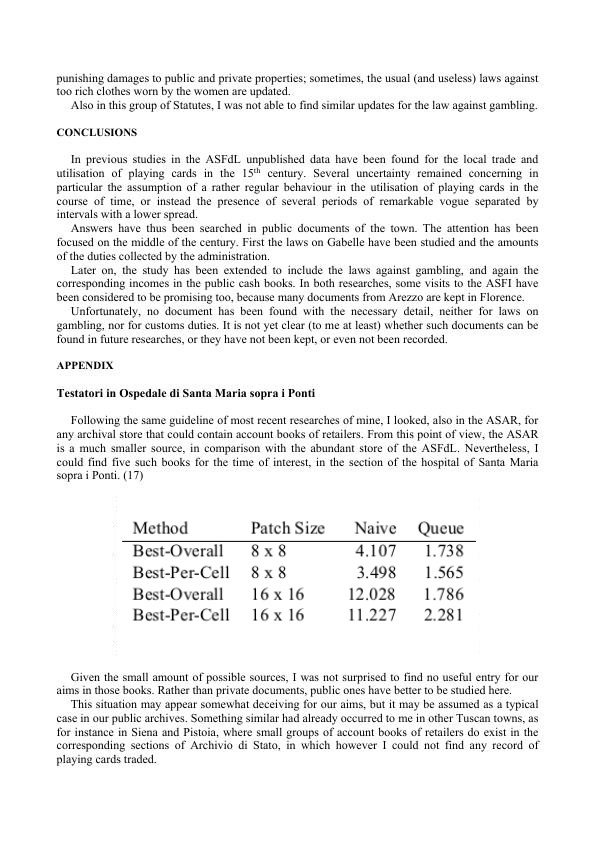 punishing damages to public and private properties; sometimes, the usual (and useless) laws against
too rich clothes worn by the women are updated.
Also in this group of Statutes, I was not able to find similar updates for the law against gambling.
CONCLUSIONS
In previous studies in the ASFdL unpublished data have been found for the local trade and
utilisation of playing cards in the 15th century. Several uncertainty remained concerning in
particular the assumption of a rather regular behaviour in the utilisation of playing cards in the
course of time, or instead the presence of several periods of remarkable vogue separated by
intervals with a lower spread.
Answers have thus been searched in public documents of the town. The attention has been
focused on the middle of the century. First the laws on Gabelle have been studied and the amounts
of the duties collected by the administration.
Later on, the study has been extended to include the laws against gambling, and again the
corresponding incomes in the public cash books. In both researches, some visits to the ASFI have
been considered to be promising too, because many documents from Arezzo are kept in Florence.
Unfortunately, no document has been found with the necessary detail, neither for laws on
gambling, nor for customs duties. It is not yet clear (to me at least) whether such documents can be
found in future researches, or they have not been kept, or even not been recorded.
APPENDIX
Testatori in Ospedale di Santa Maria sopra i Ponti
Following the same guideline of most recent researches of mine, I looked, also in the ASAR, for
any archival store that could contain account books of retailers. From this point of view, the ASAR
is a much smaller source, in comparison with the abundant store of the ASFdL. Nevertheless, I
could find five such books for the time of interest, in the section of the hospital of Santa Maria
sopra i Ponti. (17)
Method Patch Size Naive Queue
Best-Overall 8 x 8 4.107 1.738
Best-Per-Cell 8 x 8 3.498 1.565
Best-Overall 16 x 16 12.028 1.786
Best-Per-Cell 16 x 16 11.227 2.281
Given the small amount of possible sources, I was not surprised to find no useful entry for our
aims in those books. Rather than private documents, public ones have better to be studied here.
This situation may appear somewhat deceiving for our aims, but it may be assumed as a typical
case in our public archives. Something similar had already occurred to me in other Tuscan towns, as
for instance in Siena and Pistoia, where small groups of account books of retailers do exist in the
corresponding sections of Archivio di Stato, in which however I could not find any record of
playing cards traded.